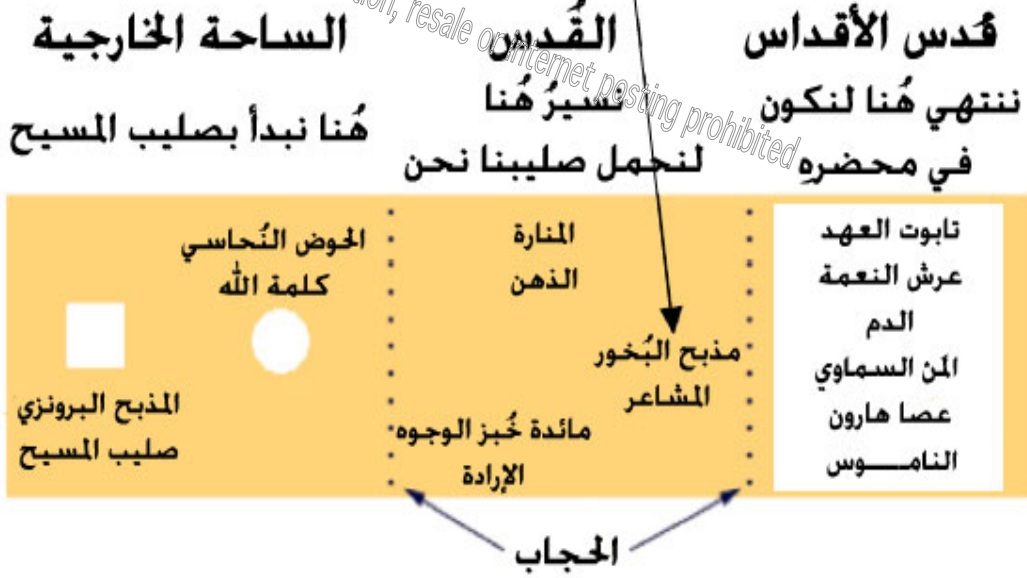 قُدس الأقداس
ننتهي هُنا لنكون
في محضره
القُدس
نسيرُ هُنا
لنحمل صليبنا نحن
الساحة الخارجية
هُنا نبدأ بصليب المسيح
تابوت العهد
عرش النعمة
الدم
المَن السماوي
عصا هارون
النامــــوس
المنارة
الذهن
مذبح البُخور
المشاعر
مائدة خُبز الوجوه
الإرادة
الحوض النُحاسي
كلمة الله
المذبح البرونزي
صليب المسيح
الحجاب
resale or internet posting prohibited